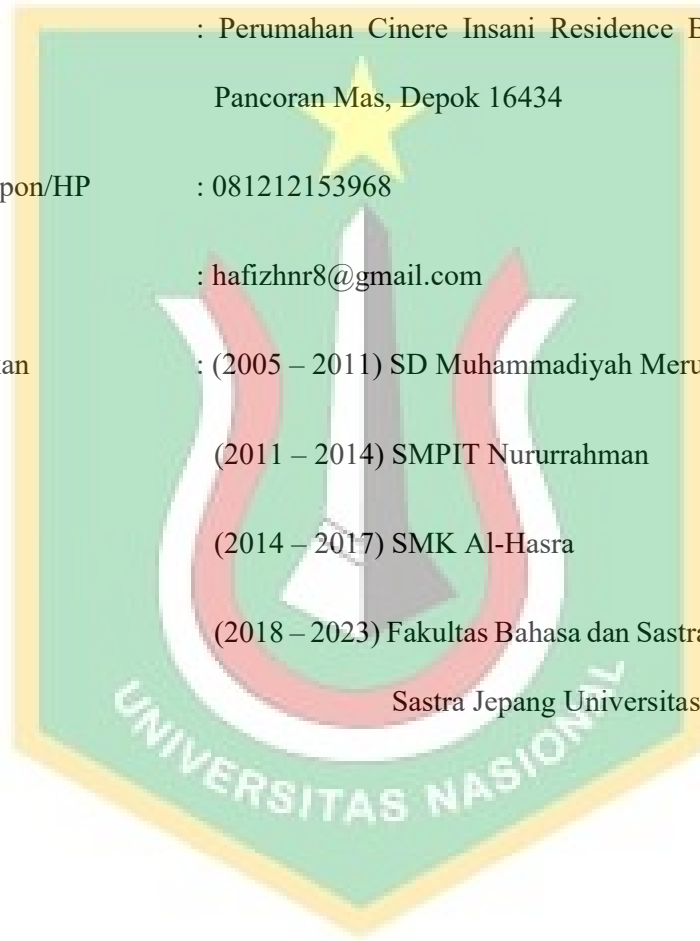 : Perumahan Cinere Insani Residence
Pancoran Mas, Depok 16434
pon/HP : 081212153968
: hafizhnr8@gmail.com
an : (2005 – 2011) SD Muhammadiyah Meru
(2011 – 2014) SMPIT Nururrahman
(2014 – 2017) SMK Al-Hasra
(2018 – 2023) Fakultas Bahasa dan Sastra
Sastra Jepang Universitas
UNIVERSITAS NASIONAL